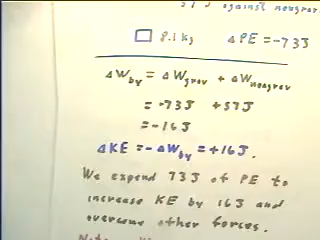 57 J against nongrav
8.1 kg ΔPE = -73J
ΔW_by = ΔW_grav + ΔW_nongrav
= -73J + 57J
= -16J
ΔKE = -ΔW_by = +16J.
We expend 73J of PE to
increase KE by 16J and
overcome other forces.